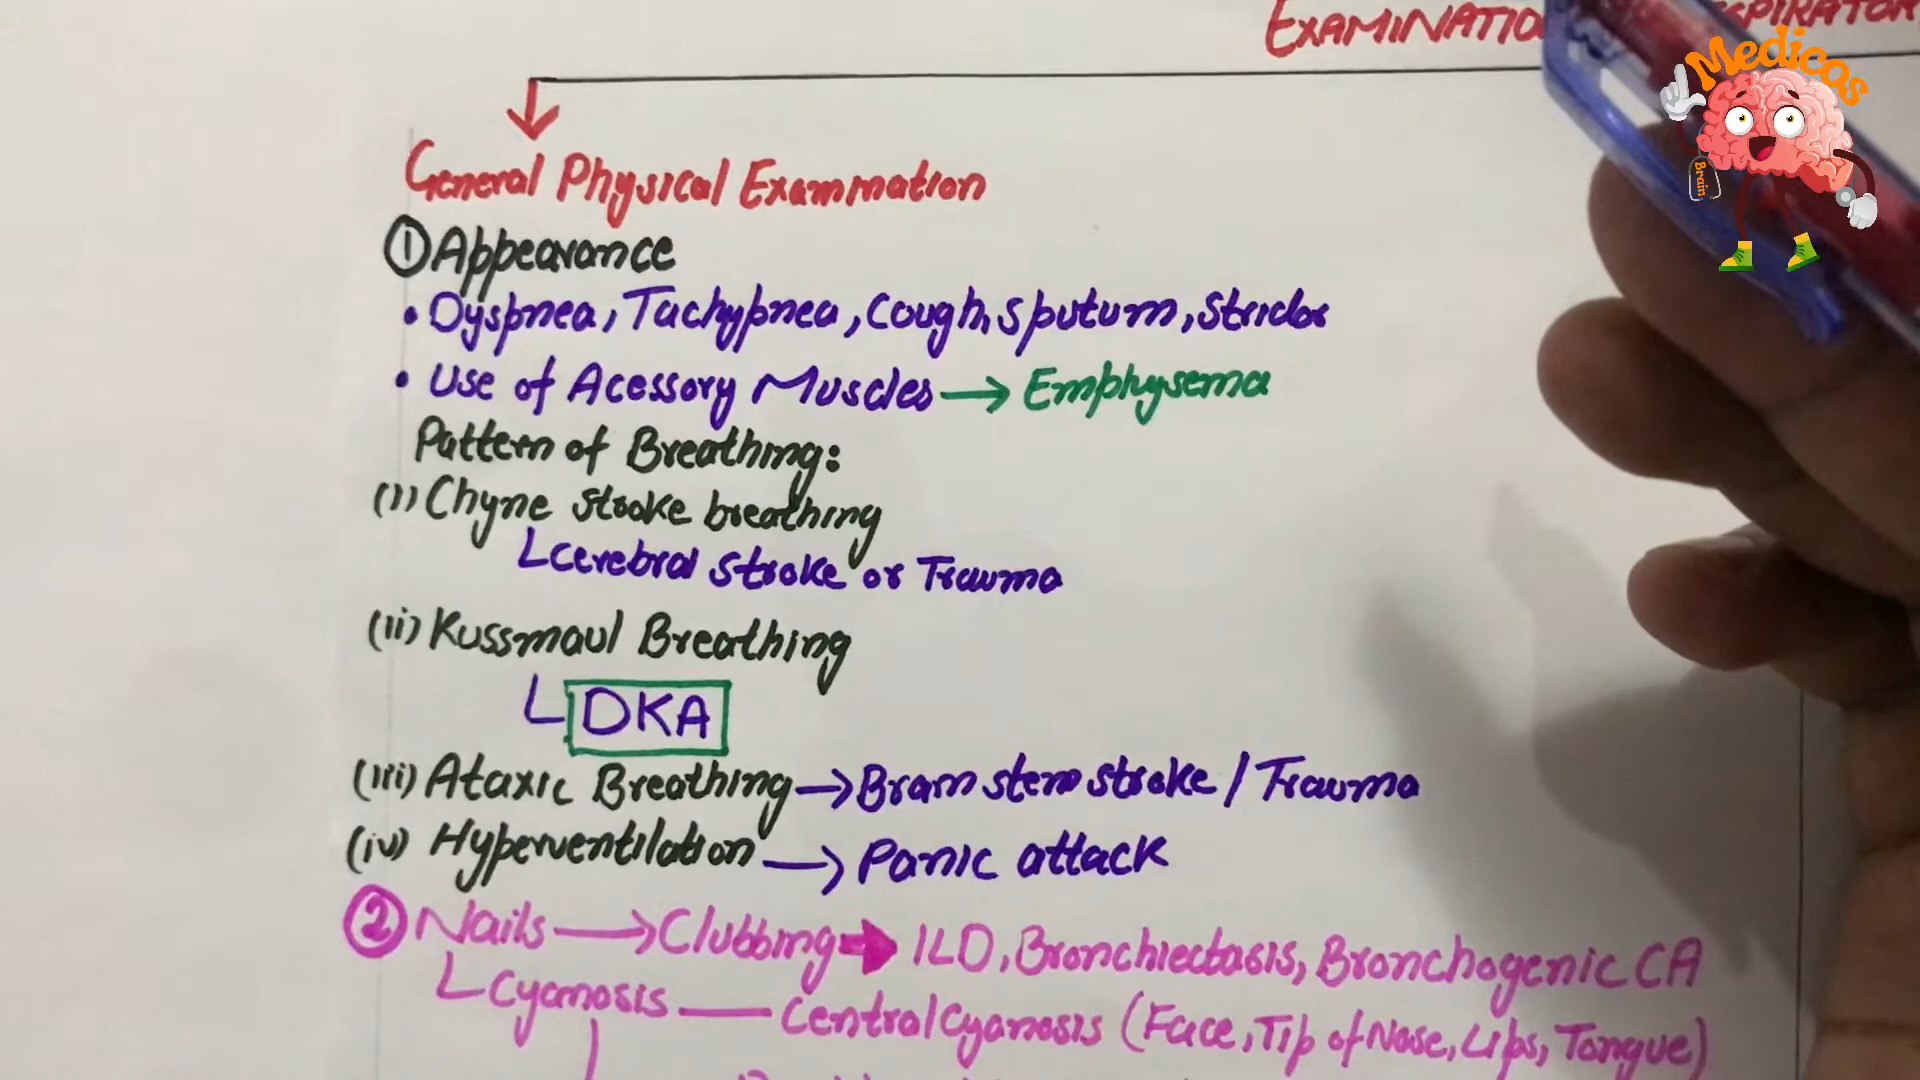 EXAMINATIO SPIRATOR
Medicos
Brain
General Physical Examination
① Appearance
• Dyspnea, Tachypnea, Cough, Sputum, Stridor
• Use of Acessory Muscles → Emphysema
Pattern of Breathing:
(i) Chyne stroke breathing
Cerebral stroke or Trauma
(ii) Kussmaul Breathing
DKA
(iii) Ataxic Breathing → Brain stem stroke / Trauma
(iv) Hyperventilation → Panic attack
② Nails → Clubbing → ILD, Bronchiectasis, Bronchogenic CA
Cyanosis — Central Cyanosis (Face, Tip of Nose, Lips, Tongue)